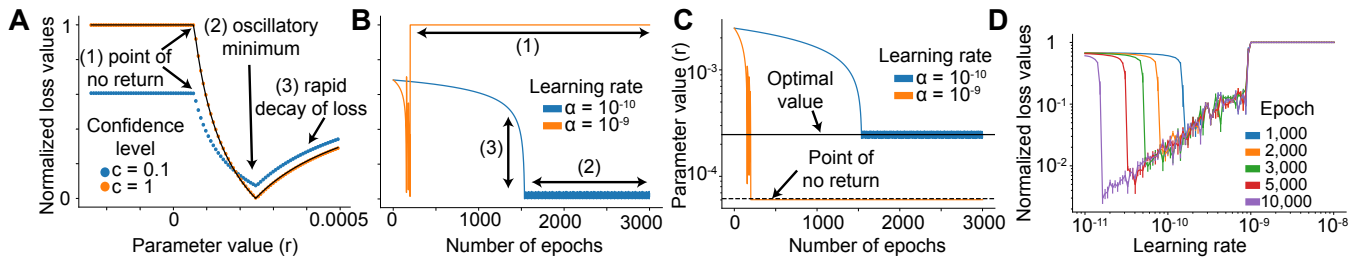 A
Normalized loss values
1
0
(1) point of
no return
(2) oscillatory
minimum
(3) rapid
decay of loss
Confidence
level
c = 0.1
c = 1
0
0.0005
Parameter value (r)
B
(1)
Learning rate
α = 10⁻¹⁰
α = 10⁻⁹
(3)
(2)
0
1000
2000
3000
Number of epochs
C
Parameter value (r)
10⁻³
10⁻⁴
Learning rate
α = 10⁻¹⁰
α = 10⁻⁹
Optimal
value
Point of
no return
0
1000
2000
3000
Number of epochs
D
Normalized loss values
1
10⁻¹
10⁻²
Epoch
1,000
2,000
3,000
5,000
10,000
10⁻¹¹
10⁻¹⁰
10⁻⁹
10⁻⁸
Learning rate